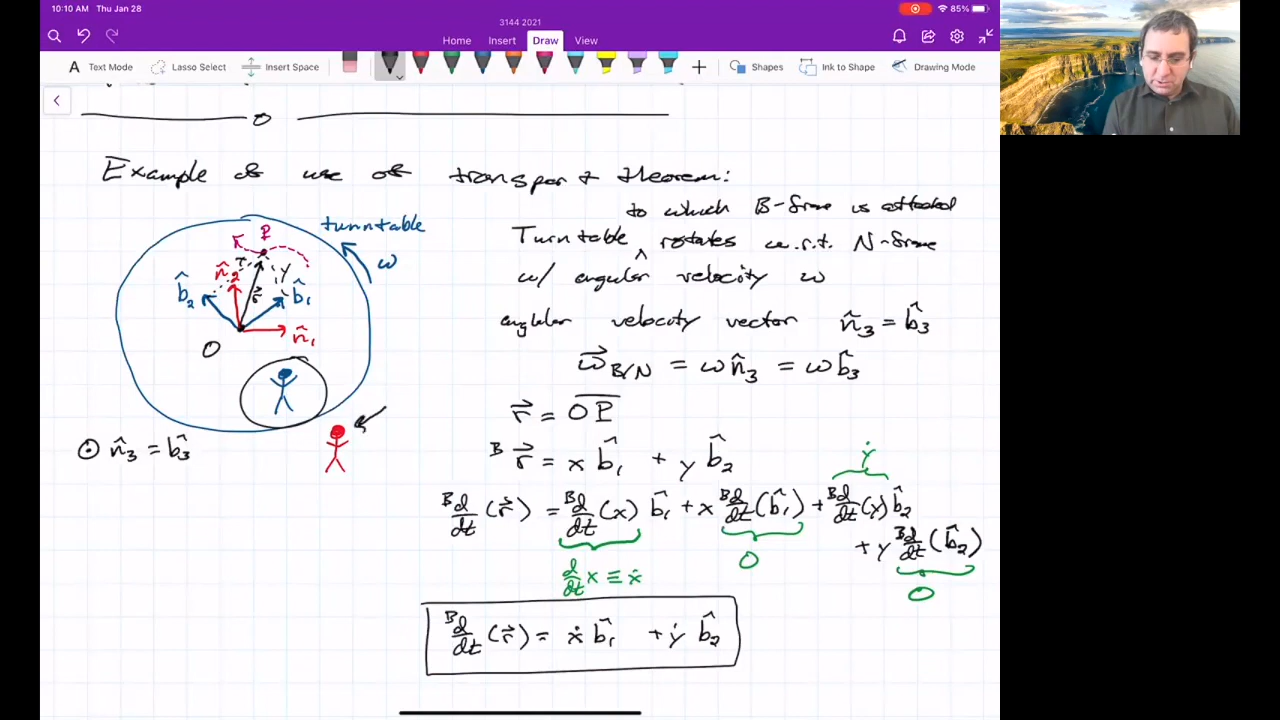 10:10 AM Thu Jan 28
85%
3144 2021
Home Insert Draw View
Text Mode Lasso Select Insert Space Shapes Ink to Shape Drawing Mode
Example of use of transport theorem:
to which B-frame is attached
Turntable ^ rotates w.r.t. N-frame
w/ angular velocity ω
angular velocity vector n̂₃ = b̂₃
ω⃗_B/N = ω n̂₃ = ω b̂₃
r⃗ = OP
ᴮr⃗ = x b̂₁ + y b̂₂
ẏ
ᴮd/dt (r⃗) = ᴮd/dt (x) b̂₁ + x ᴮd/dt (b̂₁) + ᴮd/dt (y) b̂₂
+ y ᴮd/dt (b̂₂)
0
d/dt x ≡ ẋ
0
ᴮd/dt (r⃗) = ẋ b̂₁ + ẏ b̂₂
turntable
P
ω
x
y
n̂₂
b̂₂
r⃗
b̂₁
n̂₁
O
n̂₃ = b̂₃